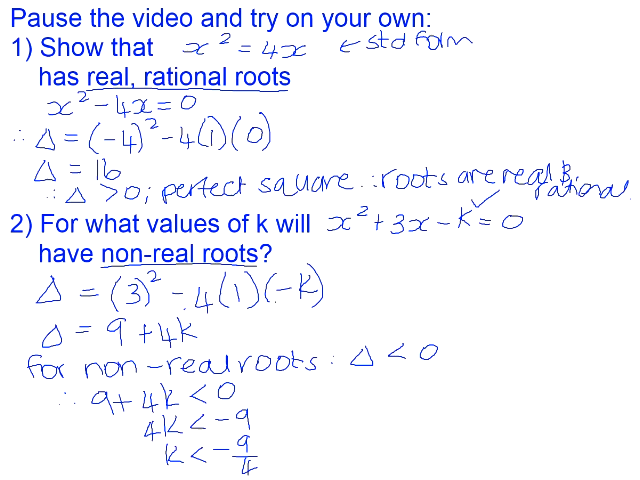 Pause the video and try on your own:
1) Show that x² = 4x ← std form
has real, rational roots
x² - 4x = 0
∴ Δ = (-4)² - 4(1)(0)
Δ = 16
∴ Δ > 0; perfect square ∴ roots are real & rational.
2) For what values of k will x² + 3x - k = 0 ✓
have non-real roots?
Δ = (3)² - 4(1)(-k)
Δ = 9 + 4k
for non-real roots: Δ < 0
∴ 9 + 4k < 0
4k < -9
k < -9/4